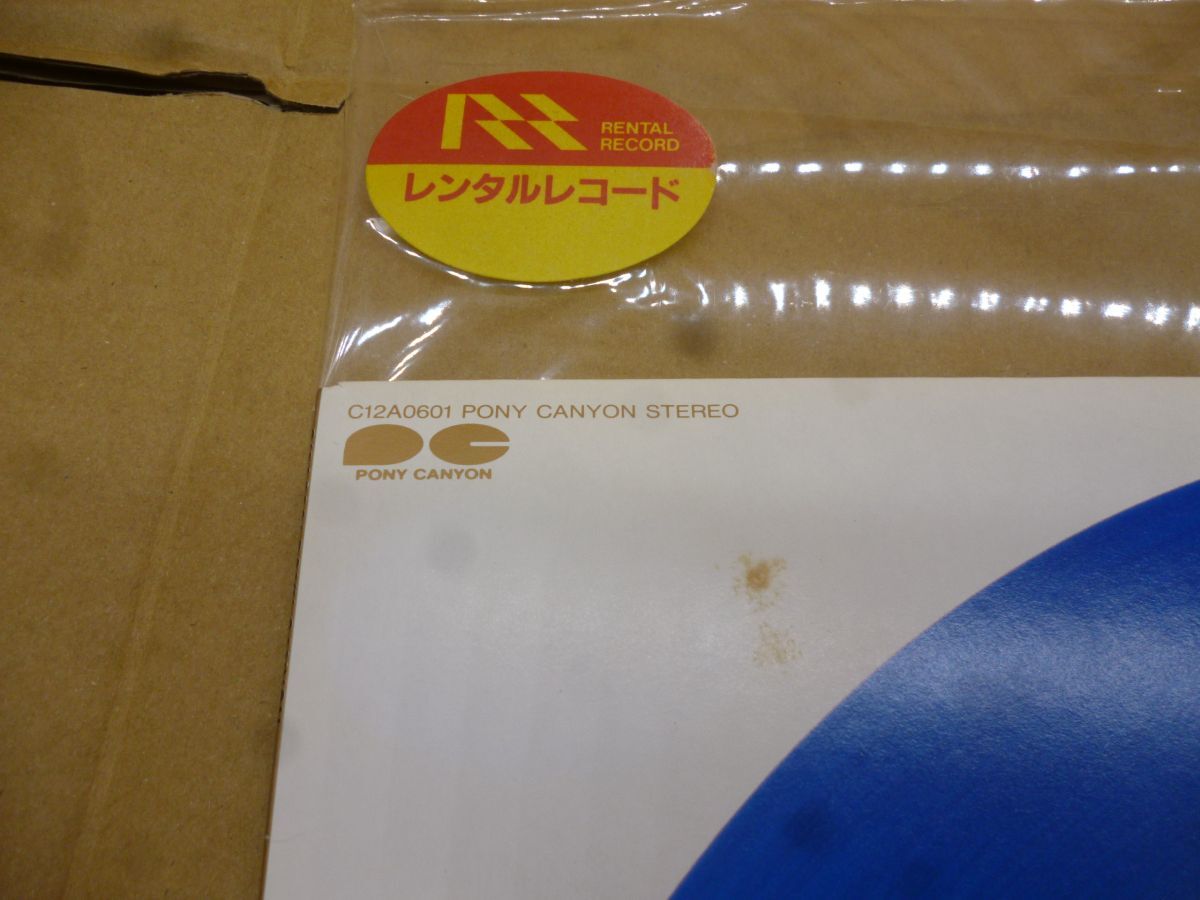 RENTAL
RECORD
レンタルレコード
C12A0601 PONY CANYON STEREO
PONY CANYON